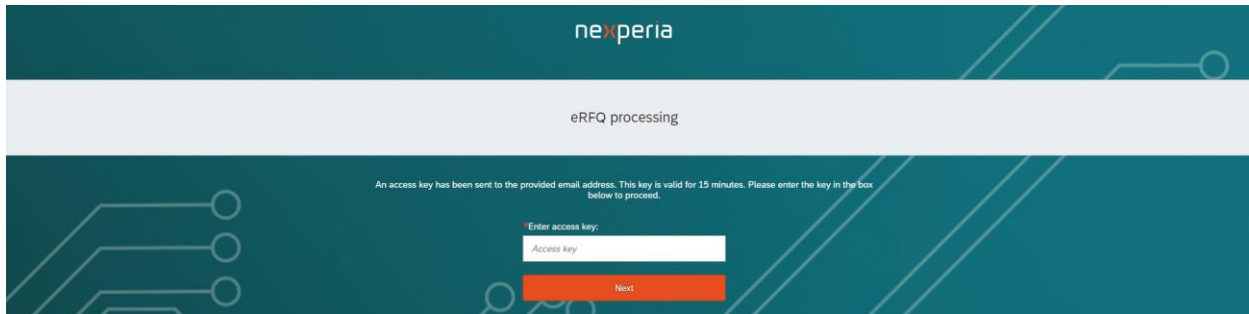 nexperia
eRFQ processing
An access key has been sent to the provided email address. This key is valid for 15 minutes. Please enter the key in the box
below to proceed.
*Enter access key:
Access key
Next